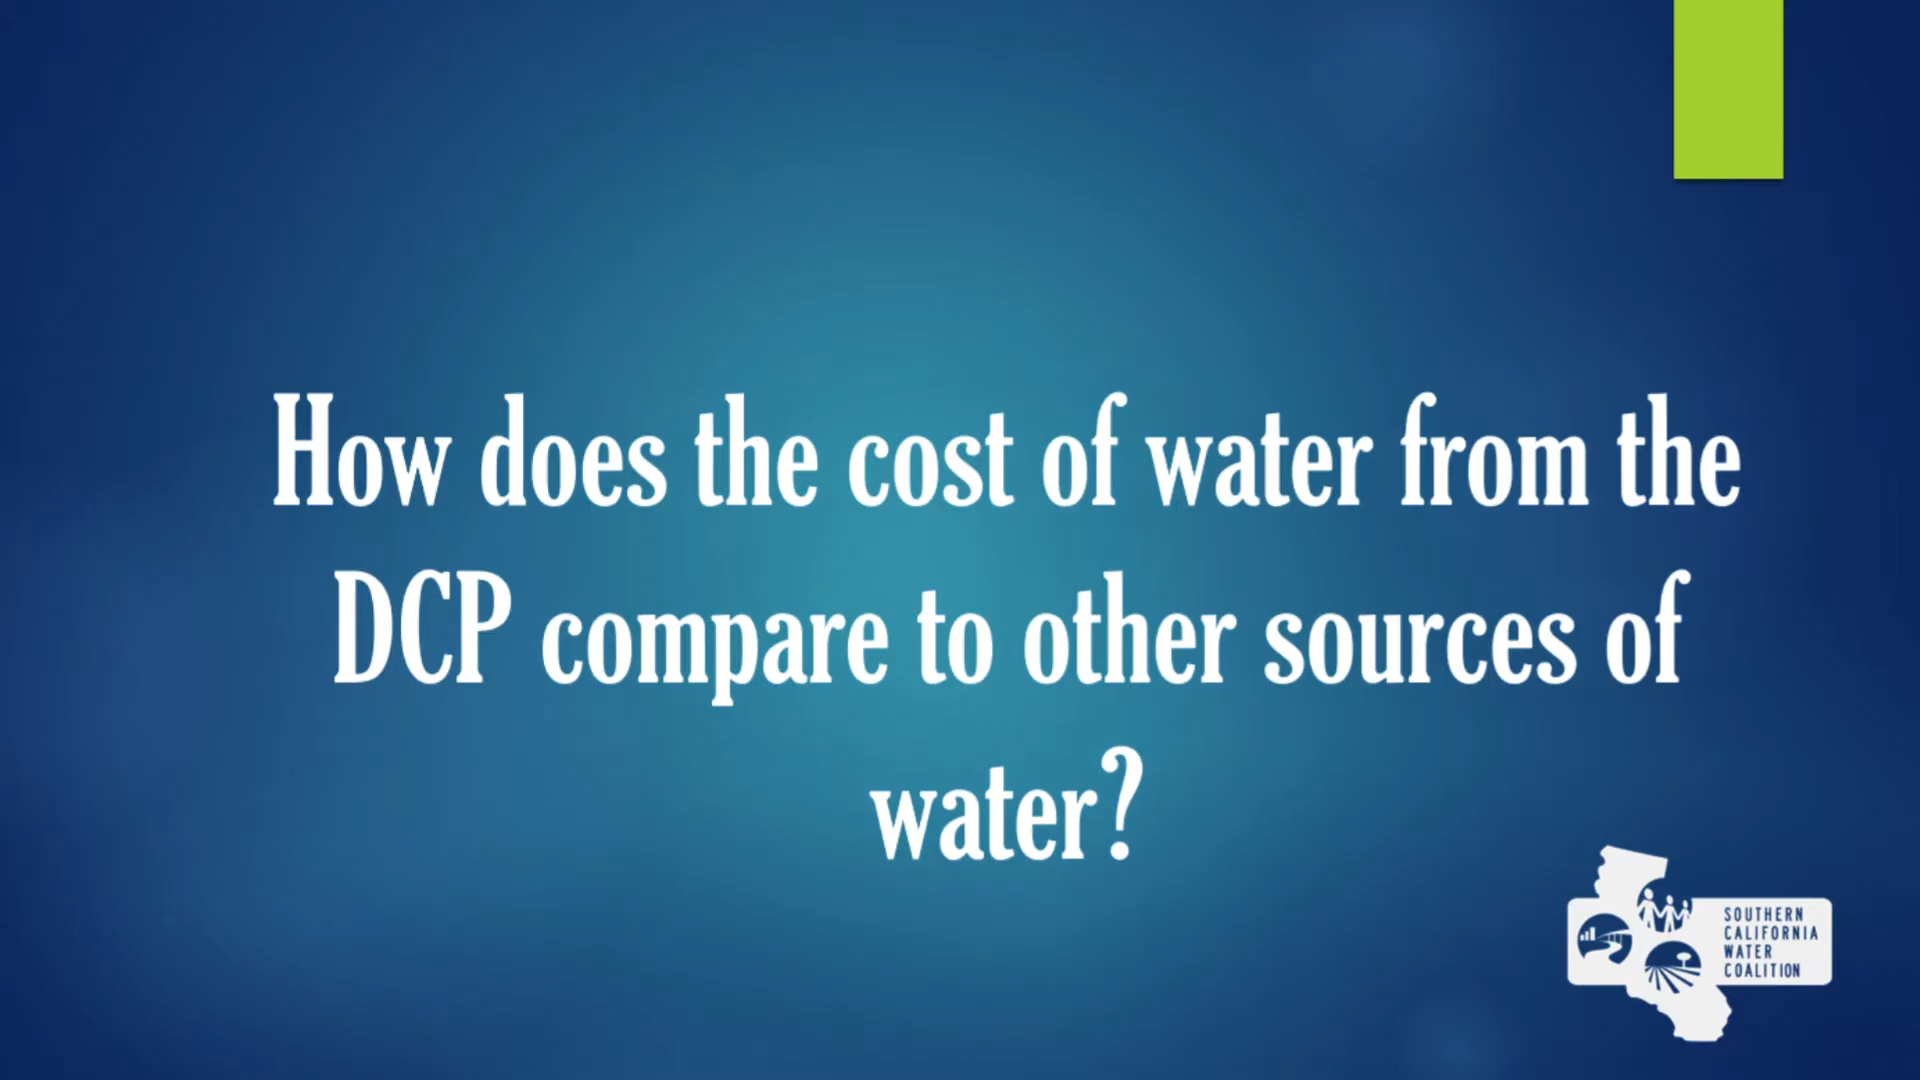 How does the cost of water from the
DCP compare to other sources of
water?
SOUTHERN
CALIFORNIA
WATER
COALITION